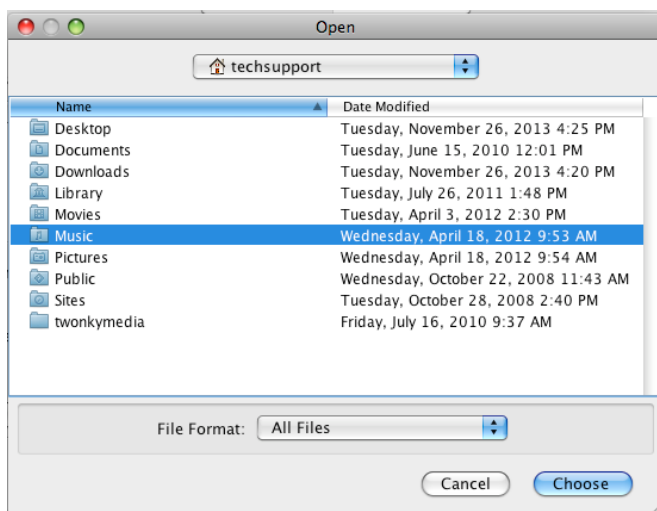 Open
techsupport
Name Date Modified
Desktop Tuesday, November 26, 2013 4:25 PM
Documents Tuesday, June 15, 2010 12:01 PM
Downloads Tuesday, November 26, 2013 4:20 PM
Library Tuesday, July 26, 2011 1:48 PM
Movies Tuesday, April 3, 2012 2:30 PM
Music Wednesday, April 18, 2012 9:53 AM
Pictures Wednesday, April 18, 2012 9:54 AM
Public Wednesday, October 22, 2008 11:43 AM
Sites Tuesday, October 28, 2008 2:40 PM
twonkymedia Friday, July 16, 2010 9:37 AM
File Format: All Files
Cancel Choose